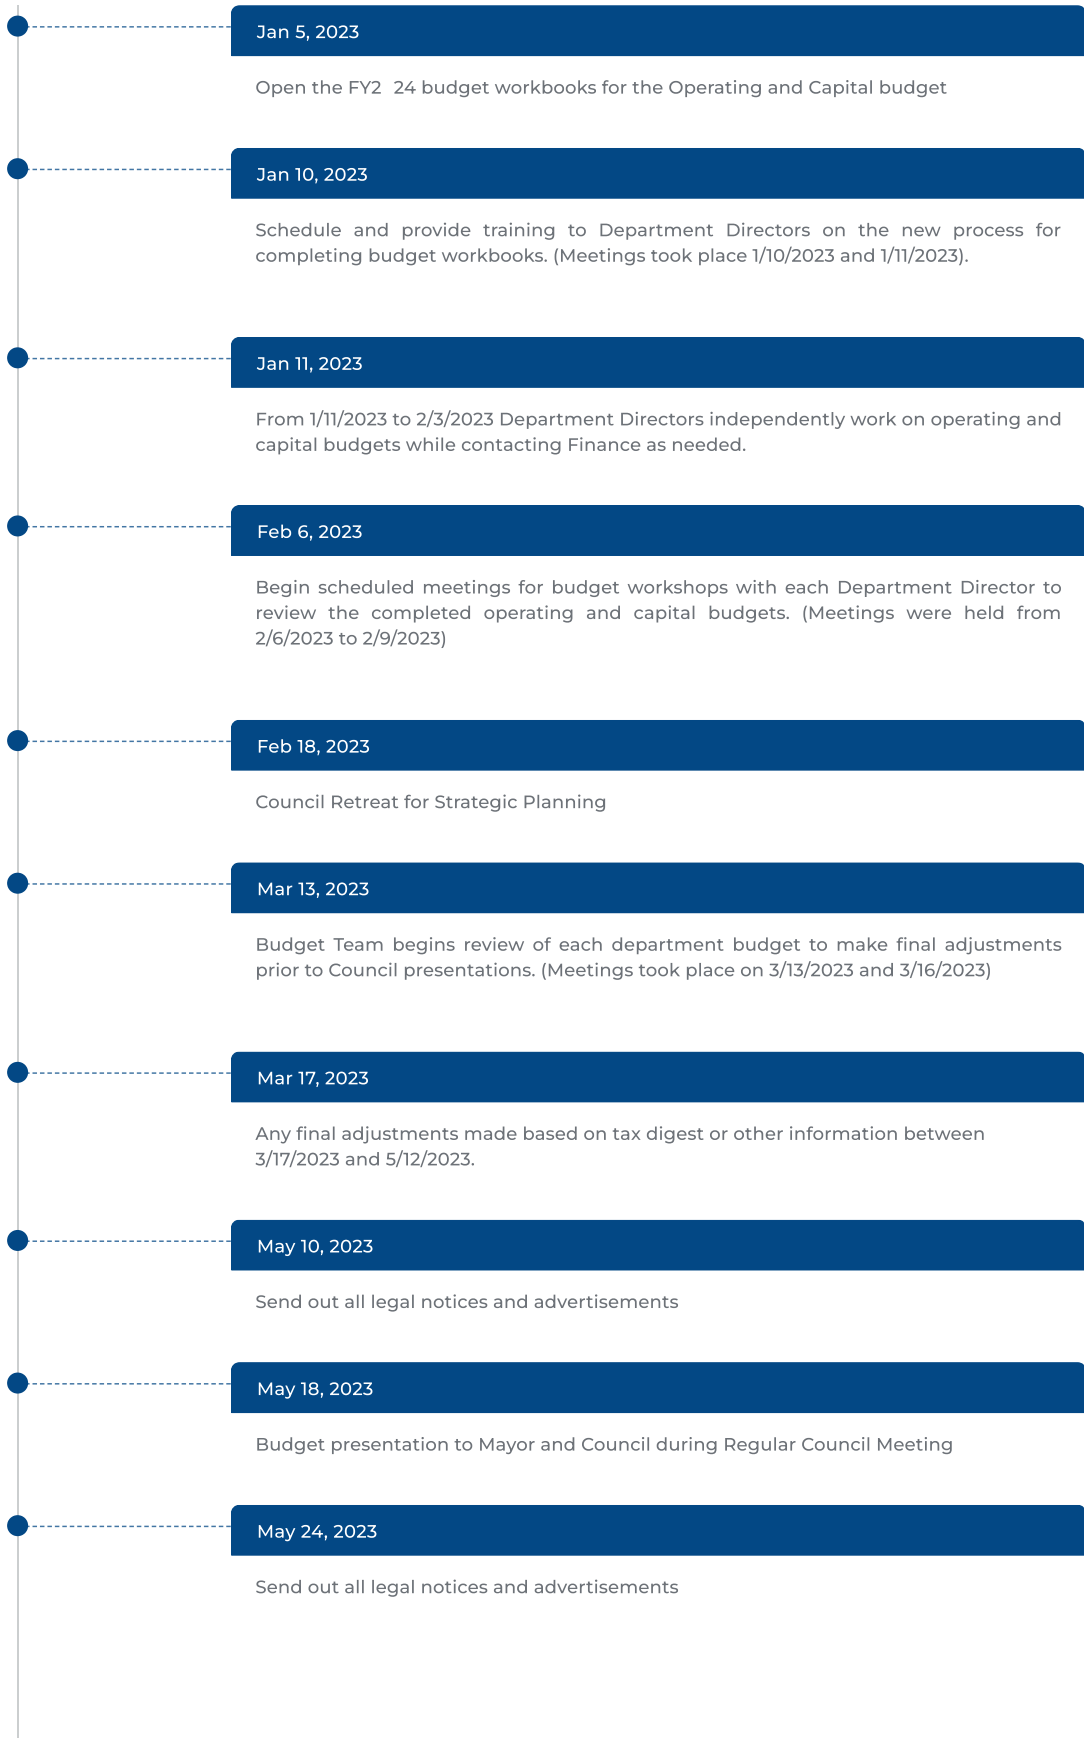 Jan 5, 2023
Open the FY2 24 budget workbooks for the Operating and Capital budget
Jan 10, 2023
Schedule and provide training to Department Directors on the new process for
completing budget workbooks. (Meetings took place 1/10/2023 and 1/11/2023).
Jan 11, 2023
From 1/11/2023 to 2/3/2023 Department Directors independently work on operating and
capital budgets while contacting Finance as needed.
Feb 6, 2023
Begin scheduled meetings for budget workshops with each Department Director to
review the completed operating and capital budgets. (Meetings were held from
2/6/2023 to 2/9/2023)
Feb 18, 2023
Council Retreat for Strategic Planning
Mar 13, 2023
Budget Team begins review of each department budget to make final adjustments
prior to Council presentations. (Meetings took place on 3/13/2023 and 3/16/2023)
Mar 17, 2023
Any final adjustments made based on tax digest or other information between
3/17/2023 and 5/12/2023.
May 10, 2023
Send out all legal notices and advertisements
May 18, 2023
Budget presentation to Mayor and Council during Regular Council Meeting
May 24, 2023
Send out all legal notices and advertisements